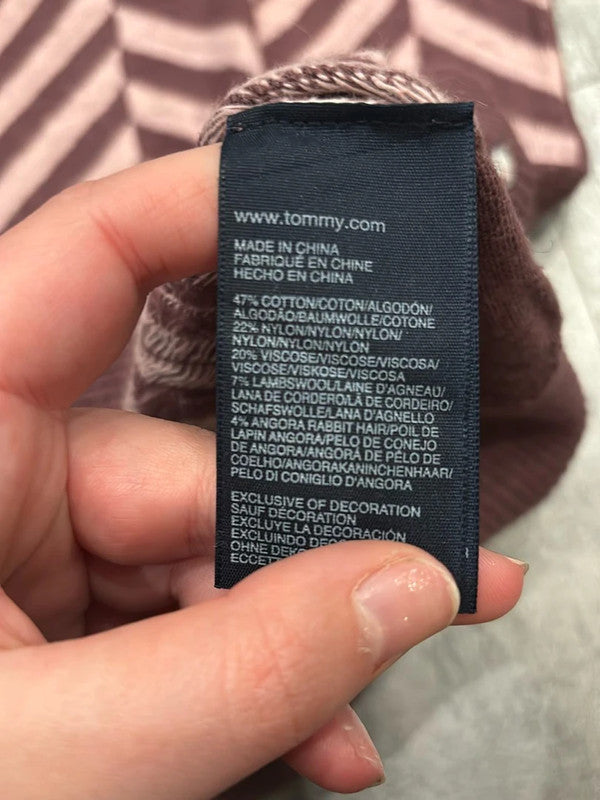 www.tommy.com
MADE IN CHINA
FABRIQUÉ EN CHINE
HECHO EN CHINA
47% COTTON/COTON/ALGODÓN/
ALGODÃO/BAUMWOLLE/COTONE
22% NYLON/NYLON/NYLON/
NYLON/NYLON/NYLON
20% VISCOSE/VISCOSE/VISCOSA/
VISCOSE/VISKOSE/VISCOSA
7% LAMBSWOOL/LAINE D'AGNEAU/
LANA DE CORDERO/LÃ DE CORDEIRO/
SCHAFSWOLLE/LANA D'AGNELLO
4% ANGORA RABBIT HAIR/POIL DE
LAPIN ANGORA/PELO DE CONEJO
DE ANGORA/ANGORÁ DE PÊLO DE
COELHO/ANGORAKANINCHENHAAR/
PELO DI CONIGLIO D'ANGORA
EXCLUSIVE OF DECORATION
SAUF DÉCORATION
EXCLUYE LA DECORACIÓN
EXCLUINDO
OHNE